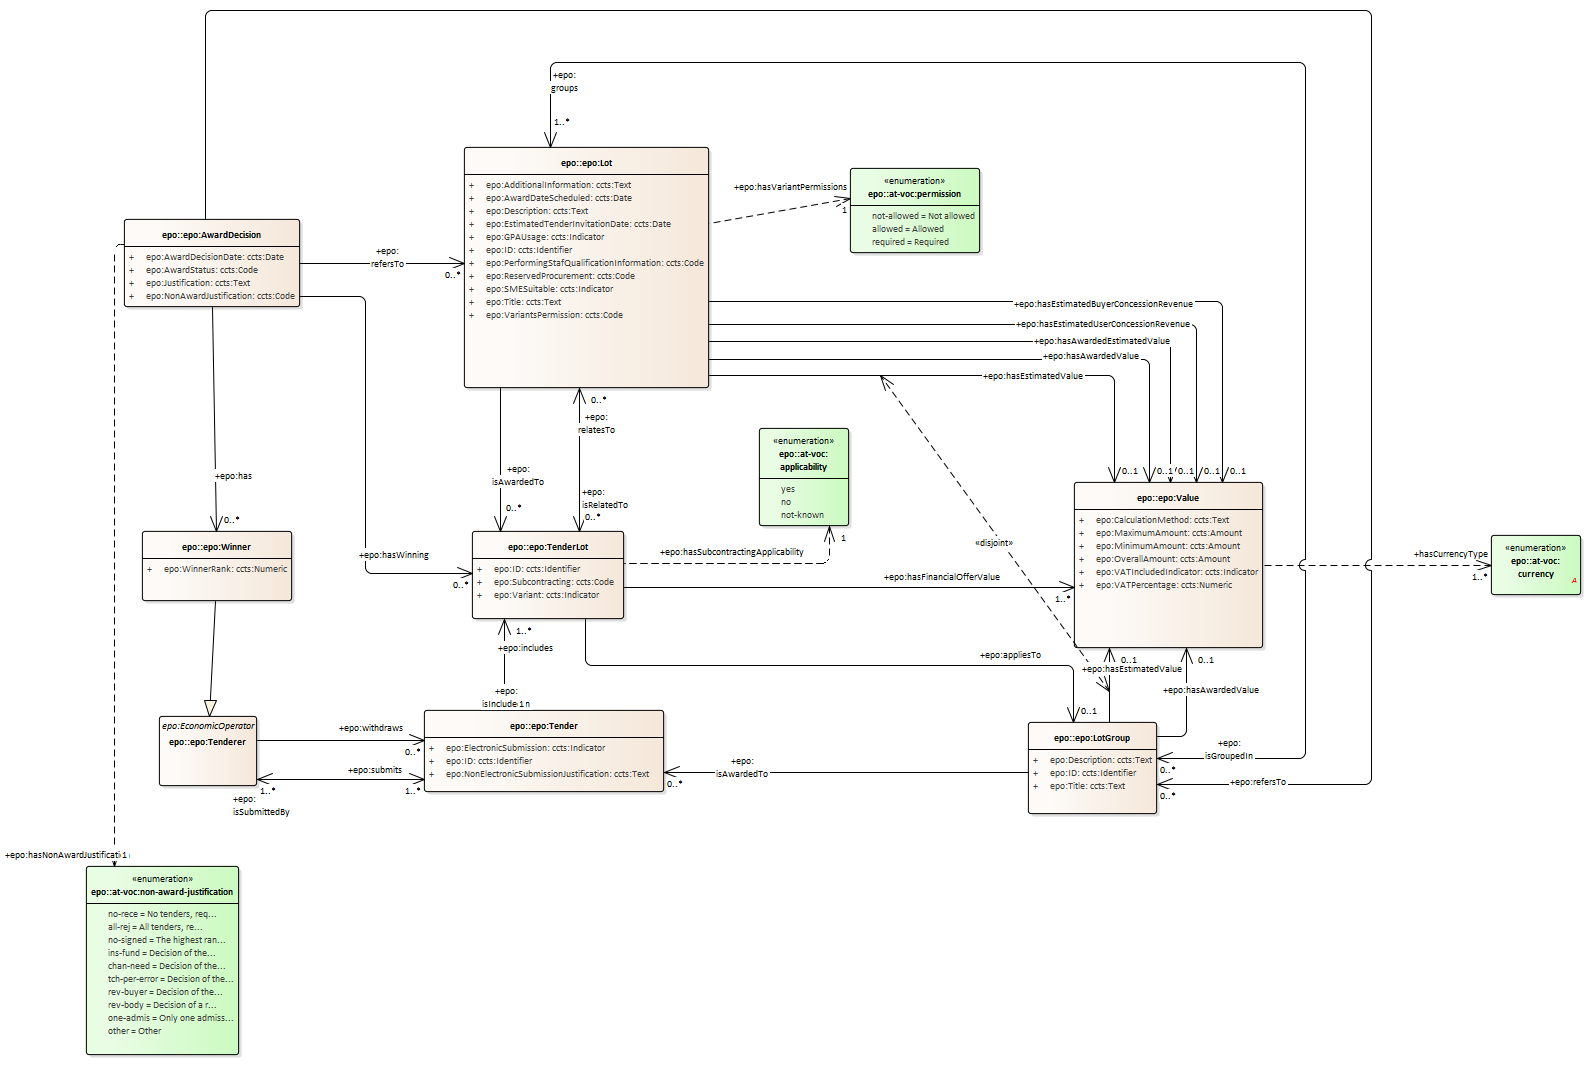 +epo:
groups
1..*
epo::epo:Lot
+ epo:AdditionalInformation: ccts:Text
+ epo:AwardDateScheduled: ccts:Date
+ epo:Description: ccts:Text
+ epo:EstimatedTenderInvitationDate: ccts:Date
+ epo:GPAUsage: ccts:Indicator
+ epo:ID: ccts:Identifier
+ epo:PerformingStafQualificationInformation: ccts:Code
+ epo:ReservedProcurement: ccts:Code
+ epo:SMESuitable: ccts:Indicator
+ epo:Title: ccts:Text
+ epo:VariantsPermission: ccts:Code
+epo:hasVariantPermissions
1
«enumeration»
epo::at-voc:permission
not-allowed = Not allowed
allowed = Allowed
required = Required
epo::epo:AwardDecision
+ epo:AwardDecisionDate: ccts:Date
+ epo:AwardStatus: ccts:Code
+ epo:Justification: ccts:Text
+ epo:NonAwardJustification: ccts:Code
+epo:
refersTo
0..*
+epo:hasEstimatedBuyerConcessionRevenue
+epo:hasEstimatedUserConcessionRevenue
+epo:hasAwardedEstimatedValue
+epo:hasAwardedValue
+epo:hasEstimatedValue
0..1
0..1
0..1
0..1
0..1
0..*
+epo:
relatesTo
+epo:
isAwardedTo
0..*
+epo:
isRelatedTo
0..*
«enumeration»
epo::at-voc:
applicability
yes
no
not-known
1
+epo:has
0..*
epo::epo:Winner
+ epo:WinnerRank: ccts:Numeric
+epo:hasWinning
0..*
epo::epo:TenderLot
+ epo:ID: ccts:Identifier
+ epo:Subcontracting: ccts:Code
+ epo:Variant: ccts:Indicator
+epo:hasSubcontractingApplicability
+epo:hasFinancialOfferValue
1..*
«disjoint»
epo::epo:Value
+ epo:CalculationMethod: ccts:Text
+ epo:MaximumAmount: ccts:Amount
+ epo:MinimumAmount: ccts:Amount
+ epo:OverallAmount: ccts:Amount
+ epo:VATIncludedIndicator: ccts:Indicator
+ epo:VATPercentage: ccts:Numeric
+epo:hasCurrencyType
1..*
«enumeration»
epo::at-voc:
currency
A
1..*
+epo:includes
+epo:
isInclude 1 n
+epo:appliesTo
0..1
0..1
+epo:hasEstimatedValue
0..1
+epo:hasAwardedValue
epo:EconomicOperator
epo::epo:Tenderer
+epo:withdraws
0..*
+epo:submits
1..*
1..*
+epo:
isSubmittedBy
epo::epo:Tender
+ epo:ElectronicSubmission: ccts:Indicator
+ epo:ID: ccts:Identifier
+ epo:NonElectronicSubmissionJustification: ccts:Text
+epo:
isAwardedTo
0..*
epo::epo:LotGroup
+ epo:Description: ccts:Text
+ epo:ID: ccts:Identifier
+ epo:Title: ccts:Text
+epo:
isGroupedIn
0..*
+epo:refersTo
0..*
+epo:hasNonAwardJustificati 1
«enumeration»
epo::at-voc:non-award-justification
no-rece = No tenders, req...
all-rej = All tenders, re...
no-signed = The highest ran...
ins-fund = Decision of the...
chan-need = Decision of the...
tch-per-error = Decision of the...
rev-buyer = Decision of the...
rev-body = Decision of a r...
one-admis = Only one admiss...
other = Other